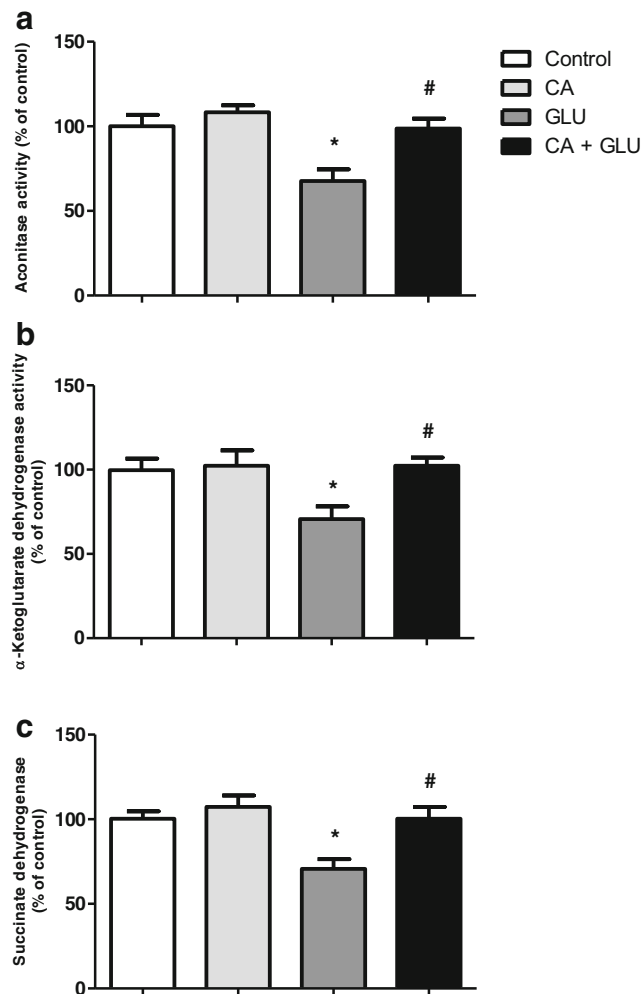 a
Aconitase activity (% of control)
150
100
50
0
*
#
Control
CA
GLU
CA + GLU
b
α-Ketoglutarate dehydrogenase activity
(% of control)
150
100
50
0
*
#
c
Succinate dehydrogenase
(% of control)
150
100
50
0
*
#